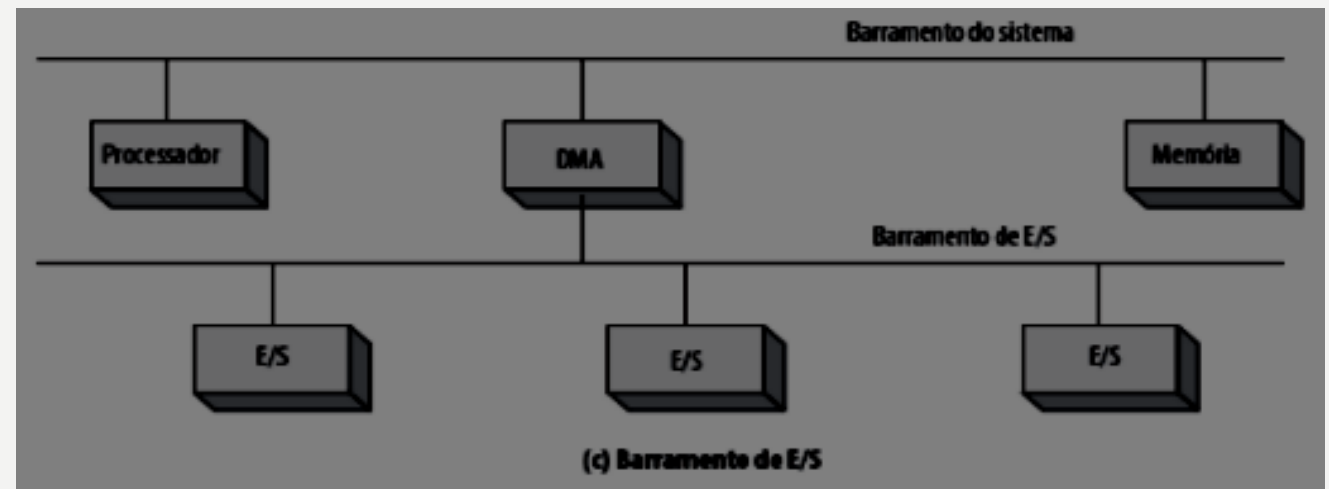 Barramento do sistema
Processador
DMA
Memória
Barramento de E/S
E/S
E/S
E/S
(c) Barramento de E/S